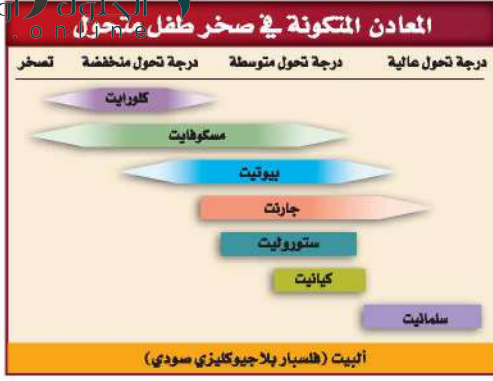 المعادن المتكونة في صخر طفل متحول
.online
درجة تحول عالية درجة تحول متوسطة درجة تحول منخفضة تصخر
كلورايت
مسكوفايت
بيوتيت
جارنت
ستوروليت
كيانيت
سلمانيت
ألبيت (فلسبار بلاجيوكليزي صودي)